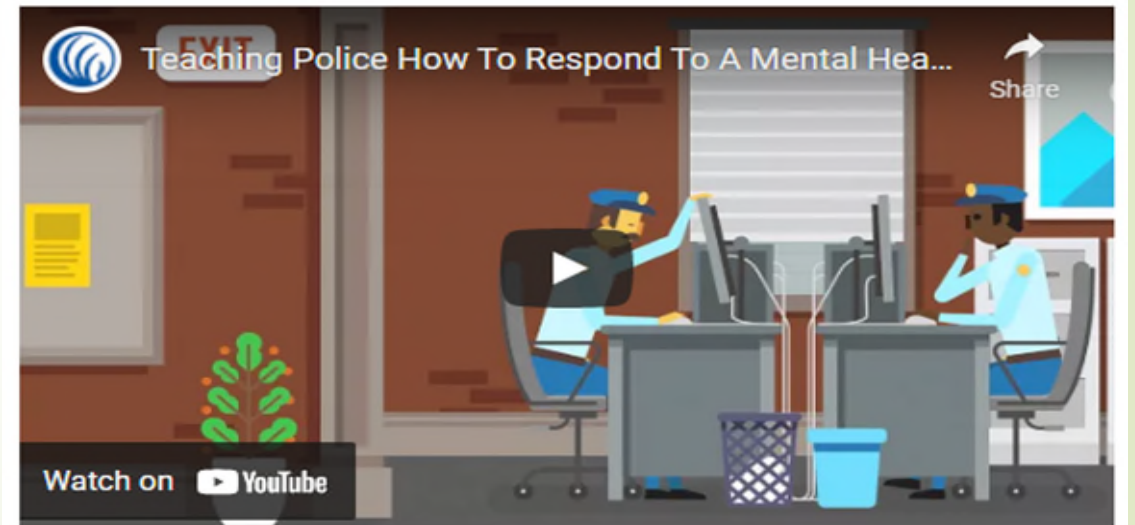 EXIT
Teaching Police How To Respond To A Mental Hea...
Share
Watch on YouTube